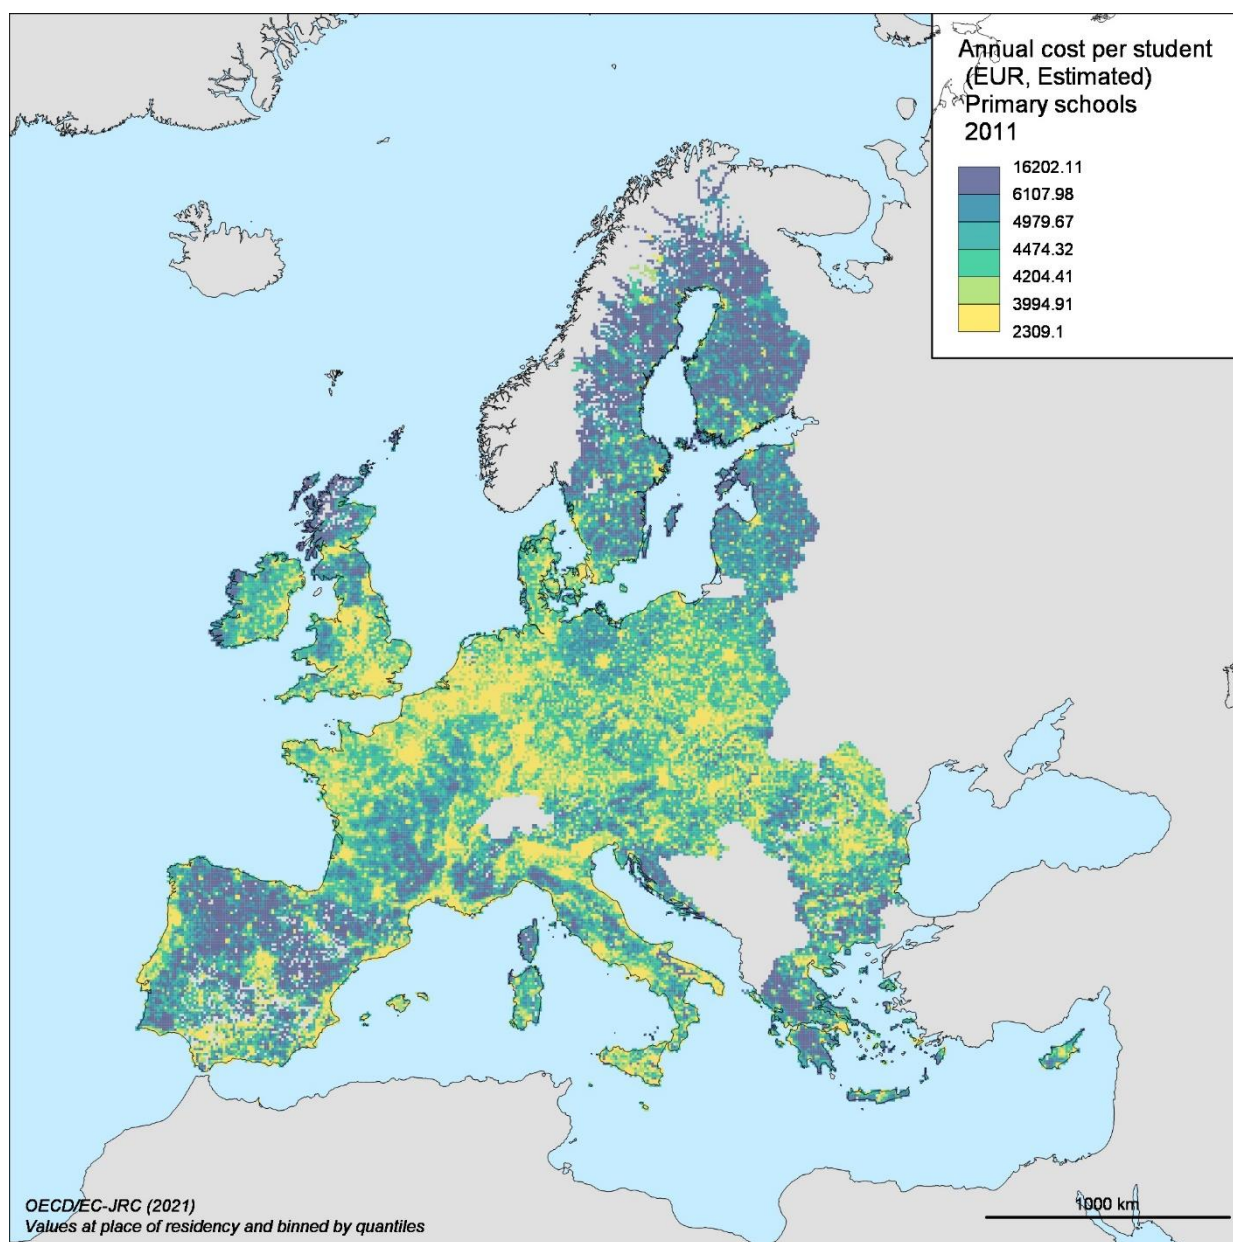 Annual cost per student
(EUR, Estimated)
Primary schools
2011
16202.11
6107.98
4979.67
4474.32
4204.41
3994.91
2309.1
1000 km
OECD/EC-JRC (2021)
Values at place of residency and binned by quantiles